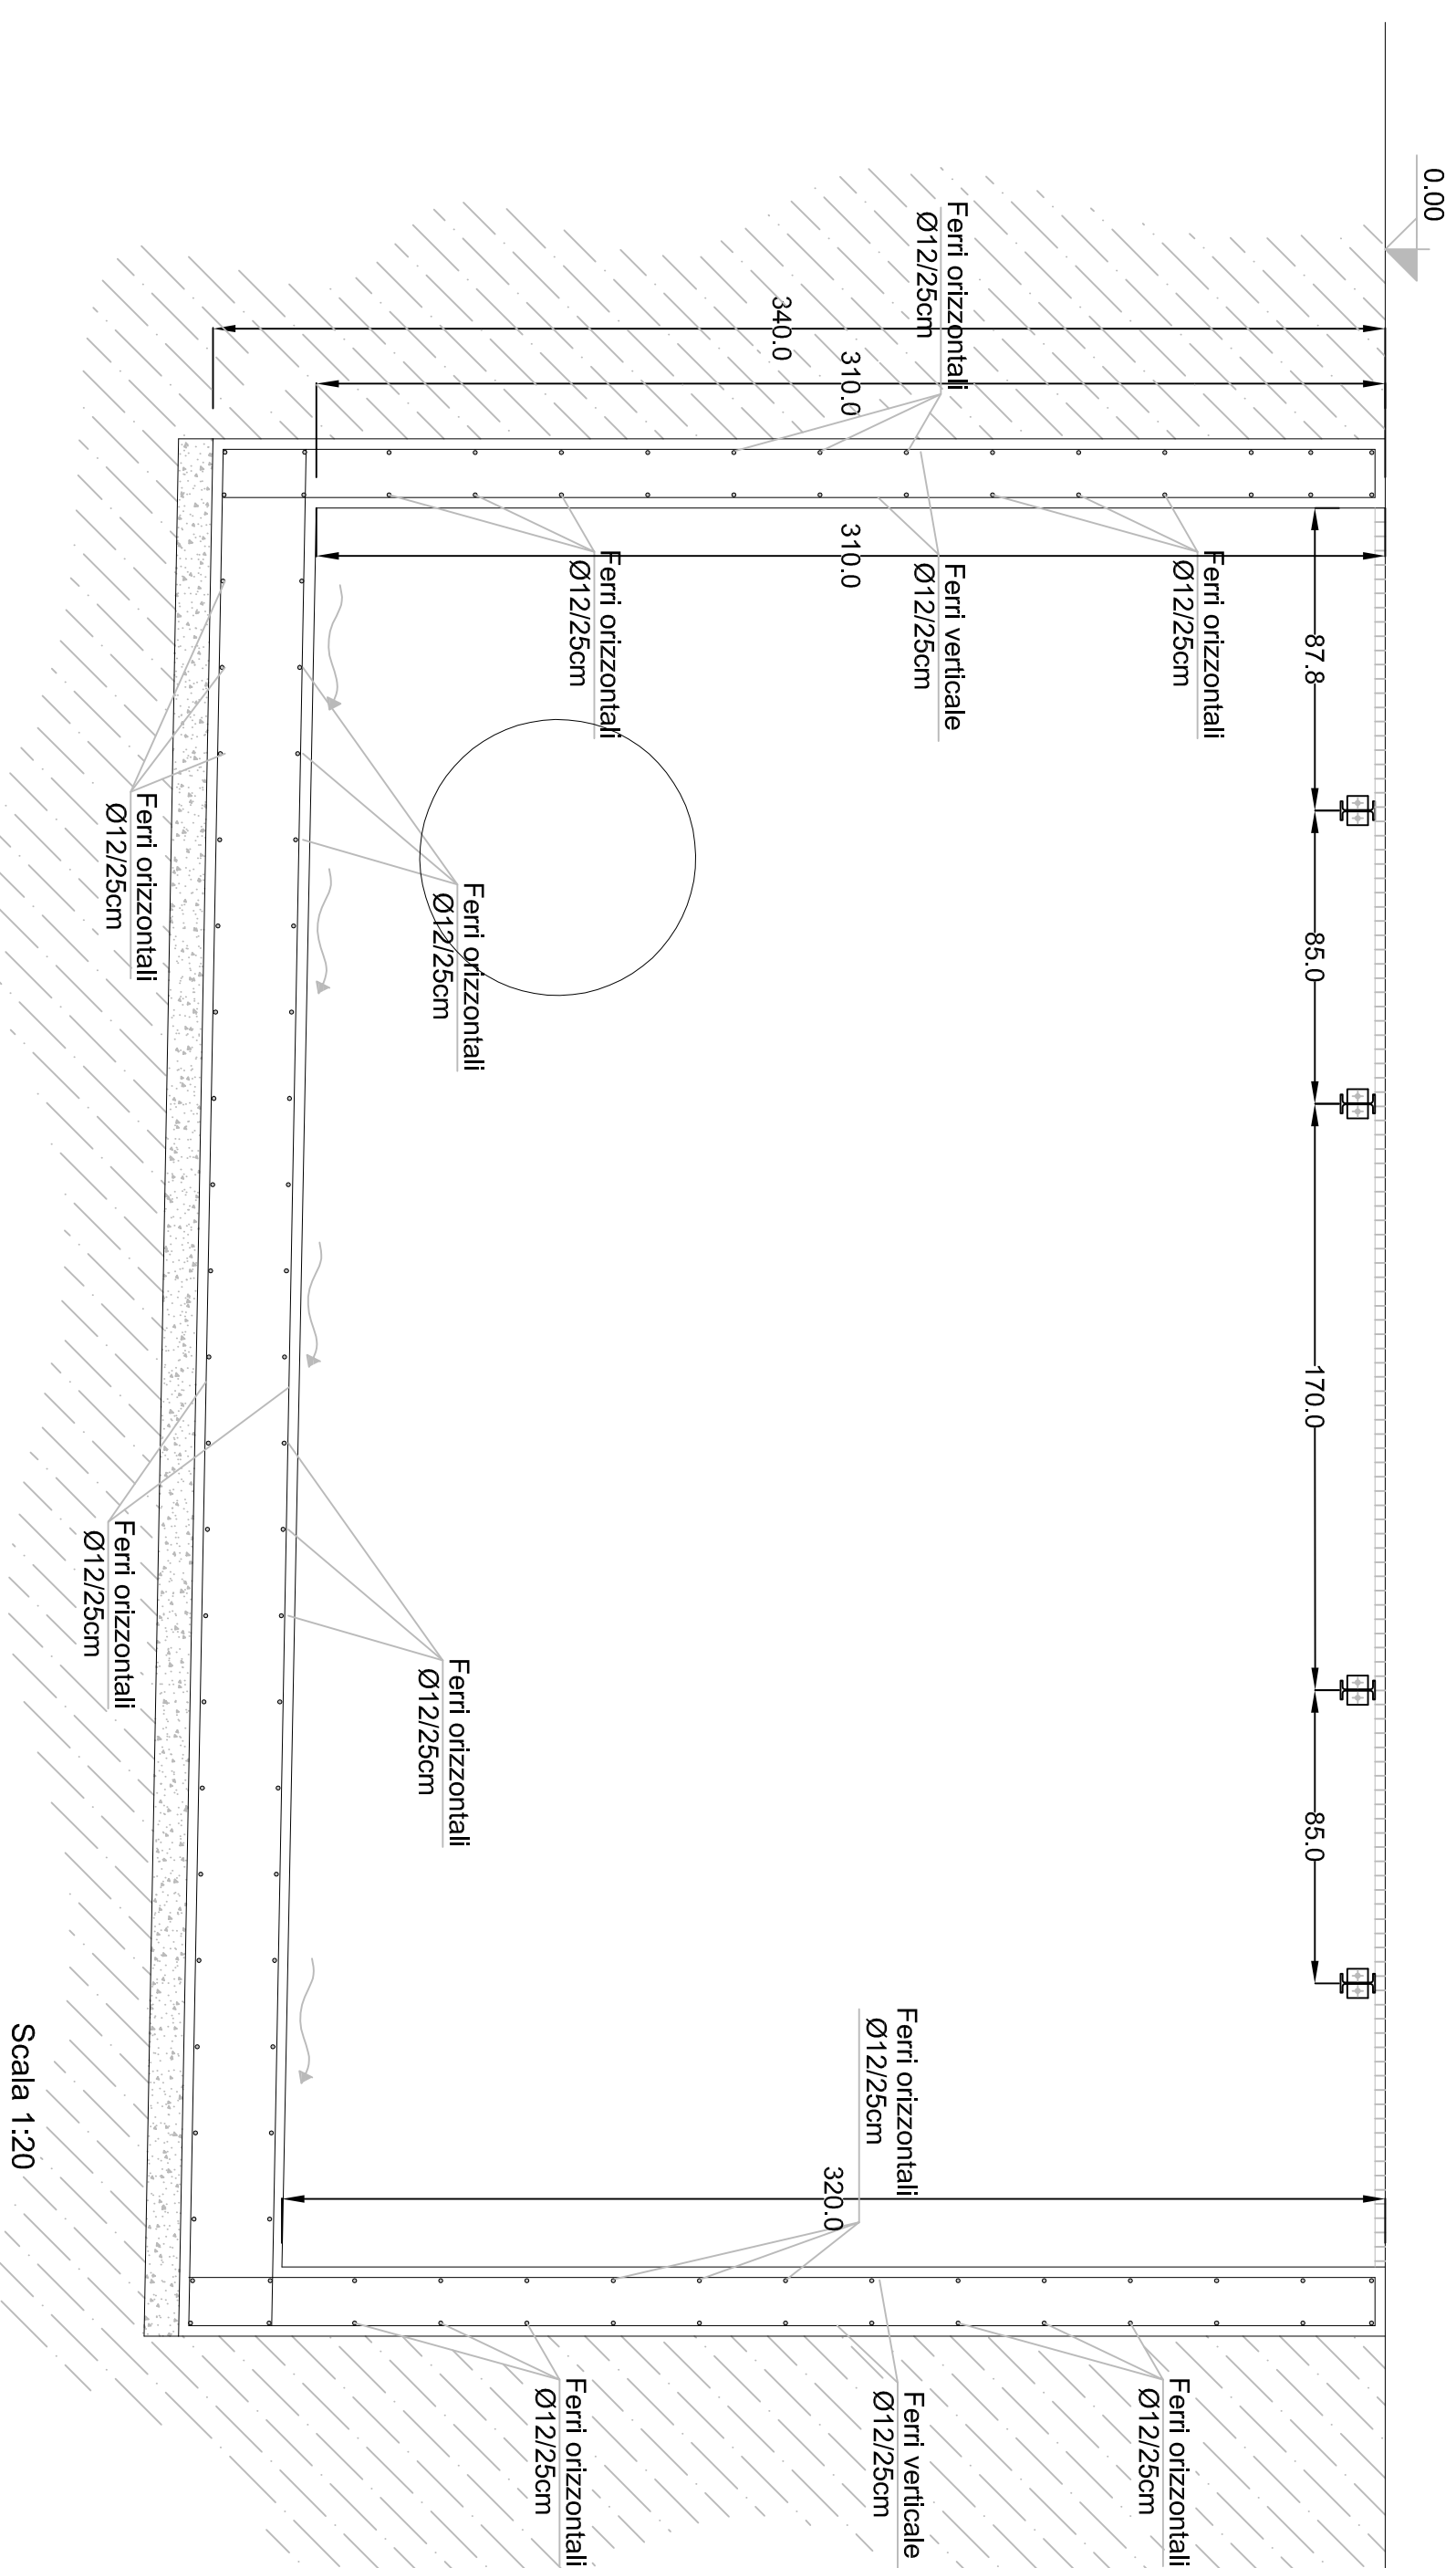 0.00
87.8
85.0
170.0
85.0
Ferri orizzontali
Ø12/25cm
340.0
310.0
310.0
Ferri orizzontali
Ø12/25cm
Ferri verticale
Ø12/25cm
Ferri orizzontali
Ø12/25cm
Ferri orizzontali
Ø12/25cm
320.0
Ferri orizzontali
Ø12/25cm
Ferri verticale
Ø12/25cm
Ferri orizzontali
Ø12/25cm
Ferri orizzontali
Ø12/25cm
Ferri orizzontali
Ø12/25cm
Ferri orizzontali
Ø12/25cm
Ferri orizzontali
Ø12/25cm
Scala 1:20